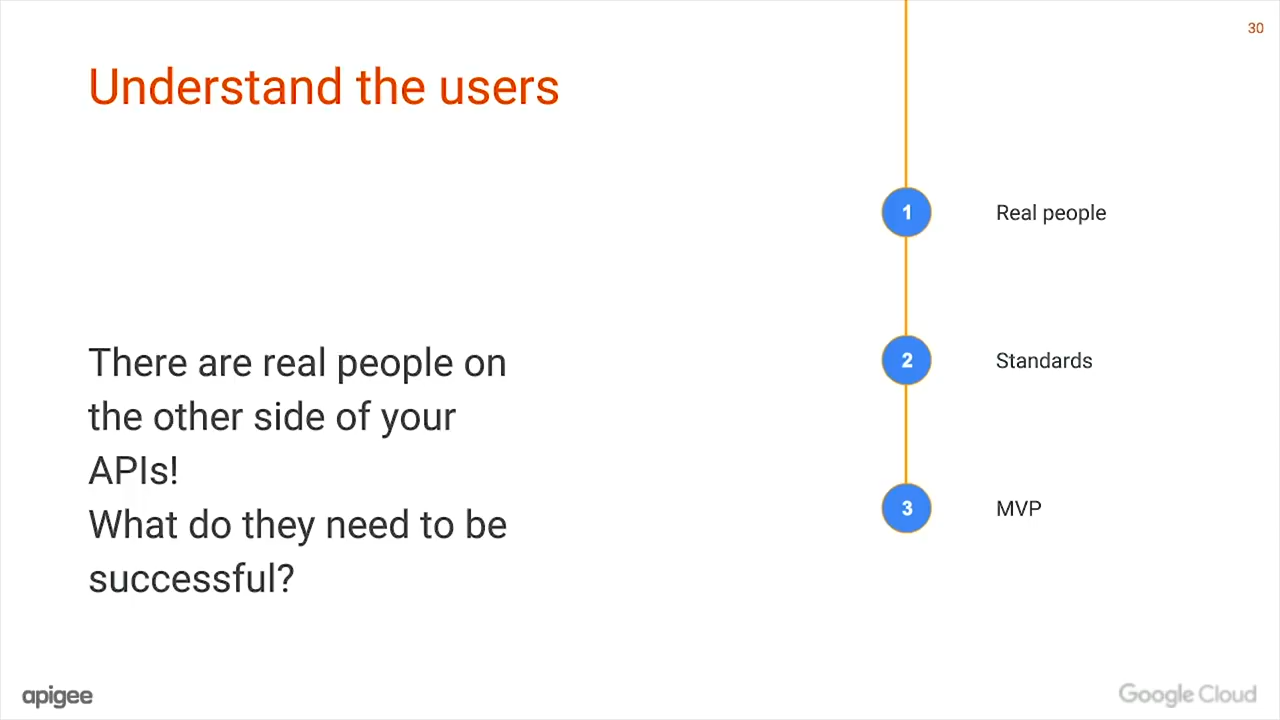 30
Understand the users
There are real people on
the other side of your
APIs!
What do they need to be
successful?
1 Real people
2 Standards
3 MVP
apigee
Google Cloud